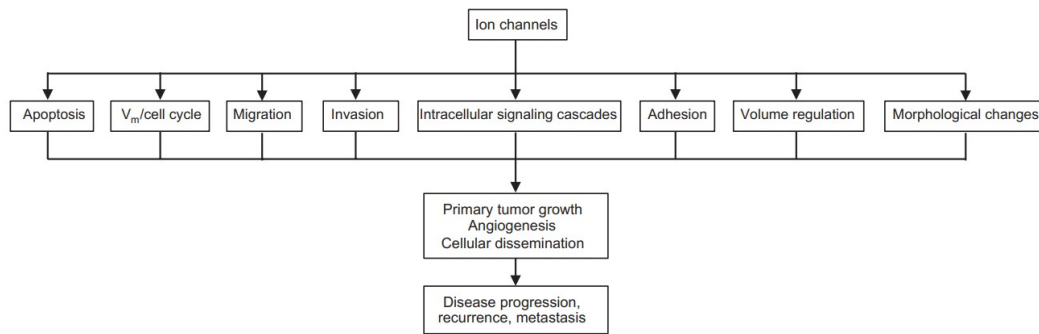 Ion channels
Apoptosis
Vm/cell cycle
Migration
Invasion
Intracellular signaling cascades
Adhesion
Volume regulation
Morphological changes
Primary tumor growth
Angiogenesis
Cellular dissemination
Disease progression,
recurrence, metastasis